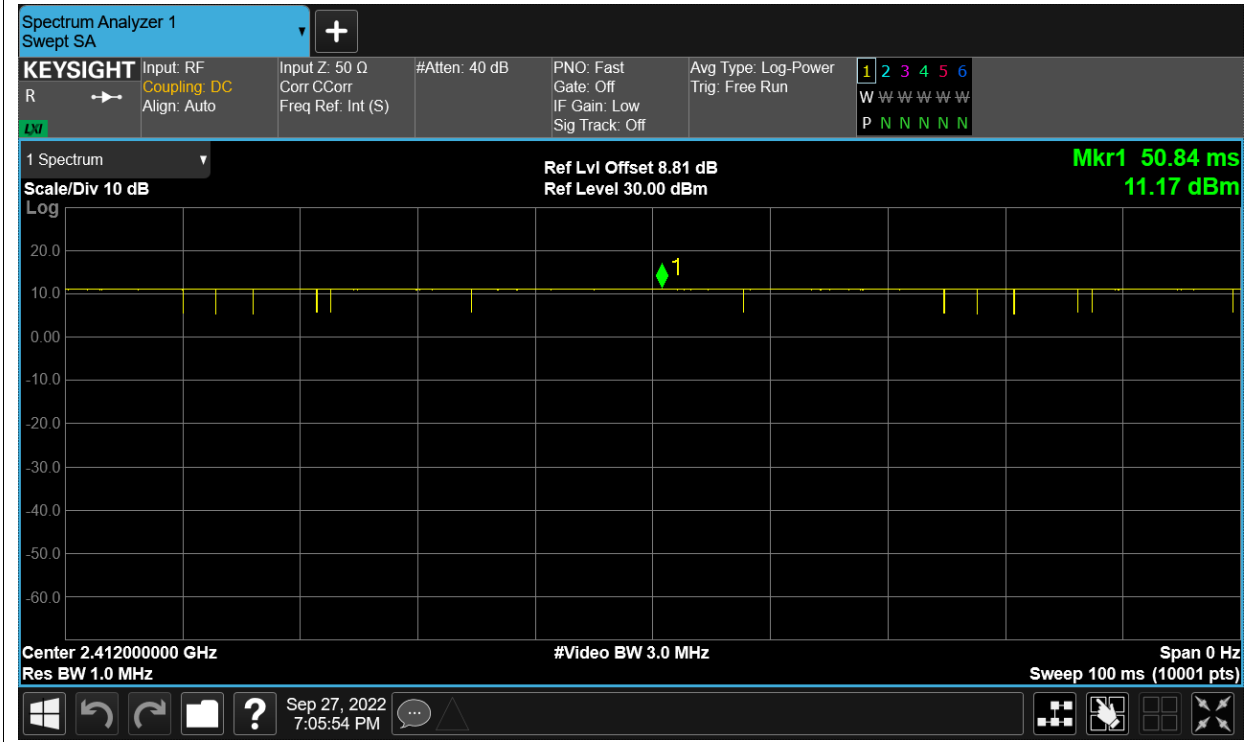 Spectrum Analyzer 1
Swept SA
+
KEYSIGHT
R
LXI
Input: RF
Coupling: DC
Align: Auto
Input Z: 50 Ω
Corr CCorr
Freq Ref: Int (S)
#Atten: 40 dB
PNO: Fast
Gate: Off
IF Gain: Low
Sig Track: Off
Avg Type: Log-Power
Trig: Free Run
1 2 3 4 5 6
W W W W W W
P N N N N N
1 Spectrum
Scale/Div 10 dB
Log
Ref Lvl Offset 8.81 dB
Ref Level 30.00 dBm
Mkr1 50.84 ms
11.17 dBm
1
20.0
10.0
0.00
-10.0
-20.0
-30.0
-40.0
-50.0
-60.0
Center 2.412000000 GHz
Res BW 1.0 MHz
#Video BW 3.0 MHz
Span 0 Hz
Sweep 100 ms (10001 pts)
?
Sep 27, 2022
7:05:54 PM